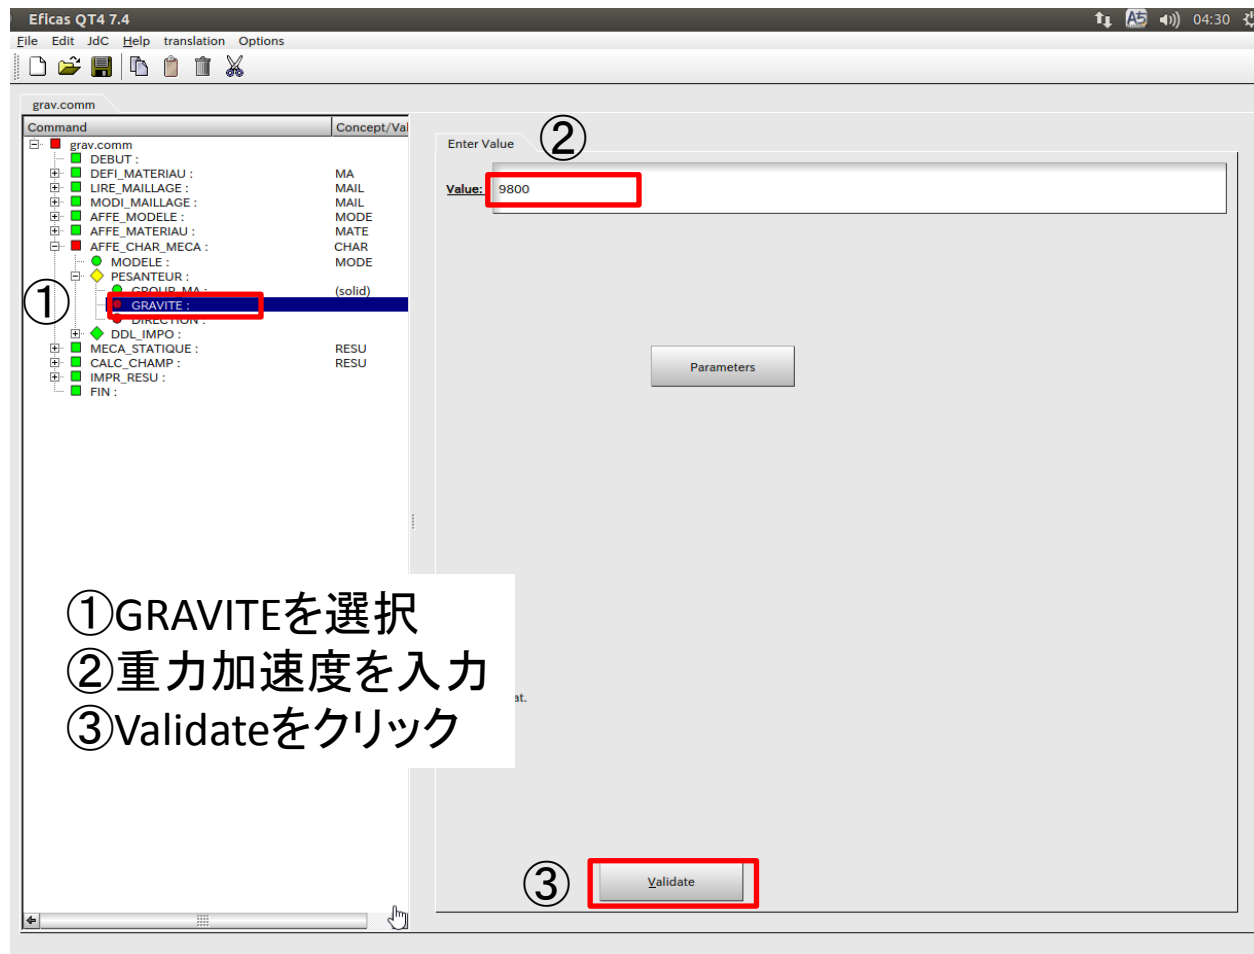 Eficas QT4 7.4
04:30
File Edit JdC Help translation Options
grav.comm
Command Concept/Val
grav.comm
DEBUT :
DEFI_MATERIAU : MA
LIRE_MAILLAGE : MAIL
MODI_MAILLAGE : MAIL
AFFE_MODELE : MODE
AFFE_MATERIAU : MATE
AFFE_CHAR_MECA : CHAR
MODELE : MODE
PESANTEUR :
GROUP_MA : (solid)
① GRAVITE :
DIRECTION :
DDL_IMPO :
MECA_STATIQUE : RESU
CALC_CHAMP : RESU
IMPR_RESU :
FIN :
Enter Value ②
Value: 9800
Parameters
①GRAVITEを選択
②重力加速度を入力
③Validateをクリック
at.
③ Validate